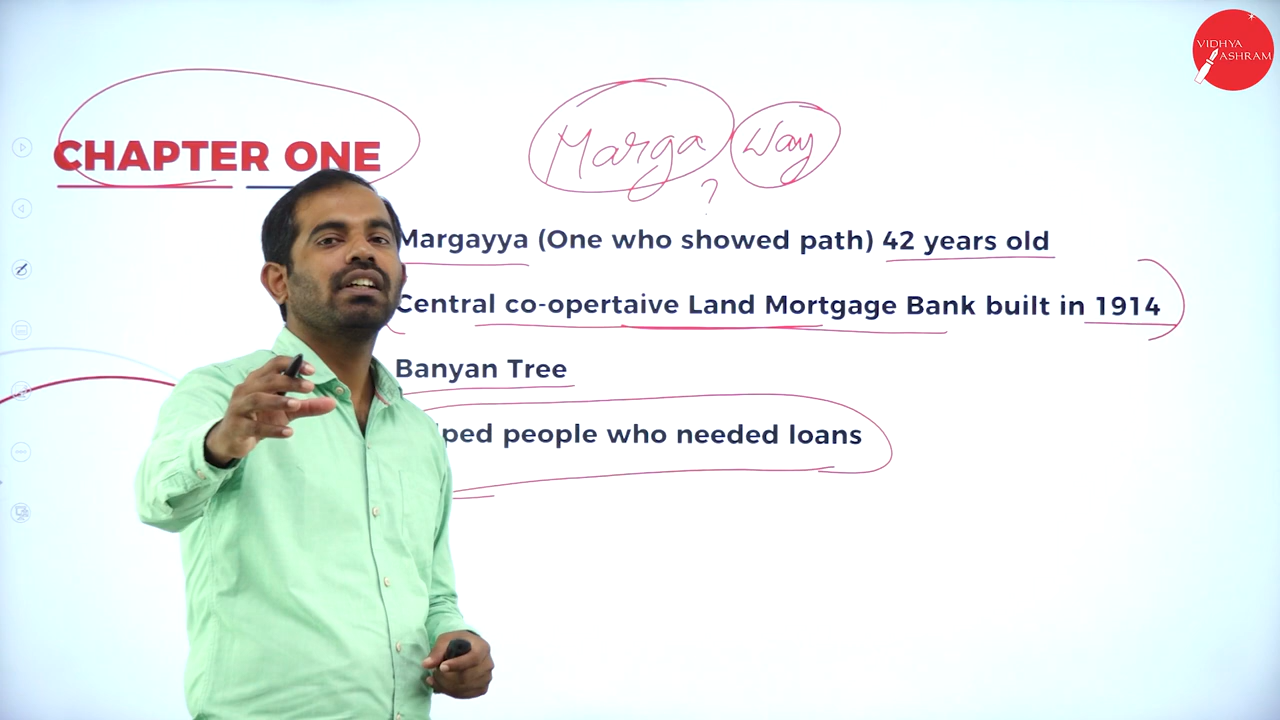 VIDHYA
ASHRAM
Marga Way
?
CHAPTER ONE
Margayya (One who showed path) 42 years old
Central co-opertaive Land Mortgage Bank built in 1914
Banyan Tree
people who needed loans